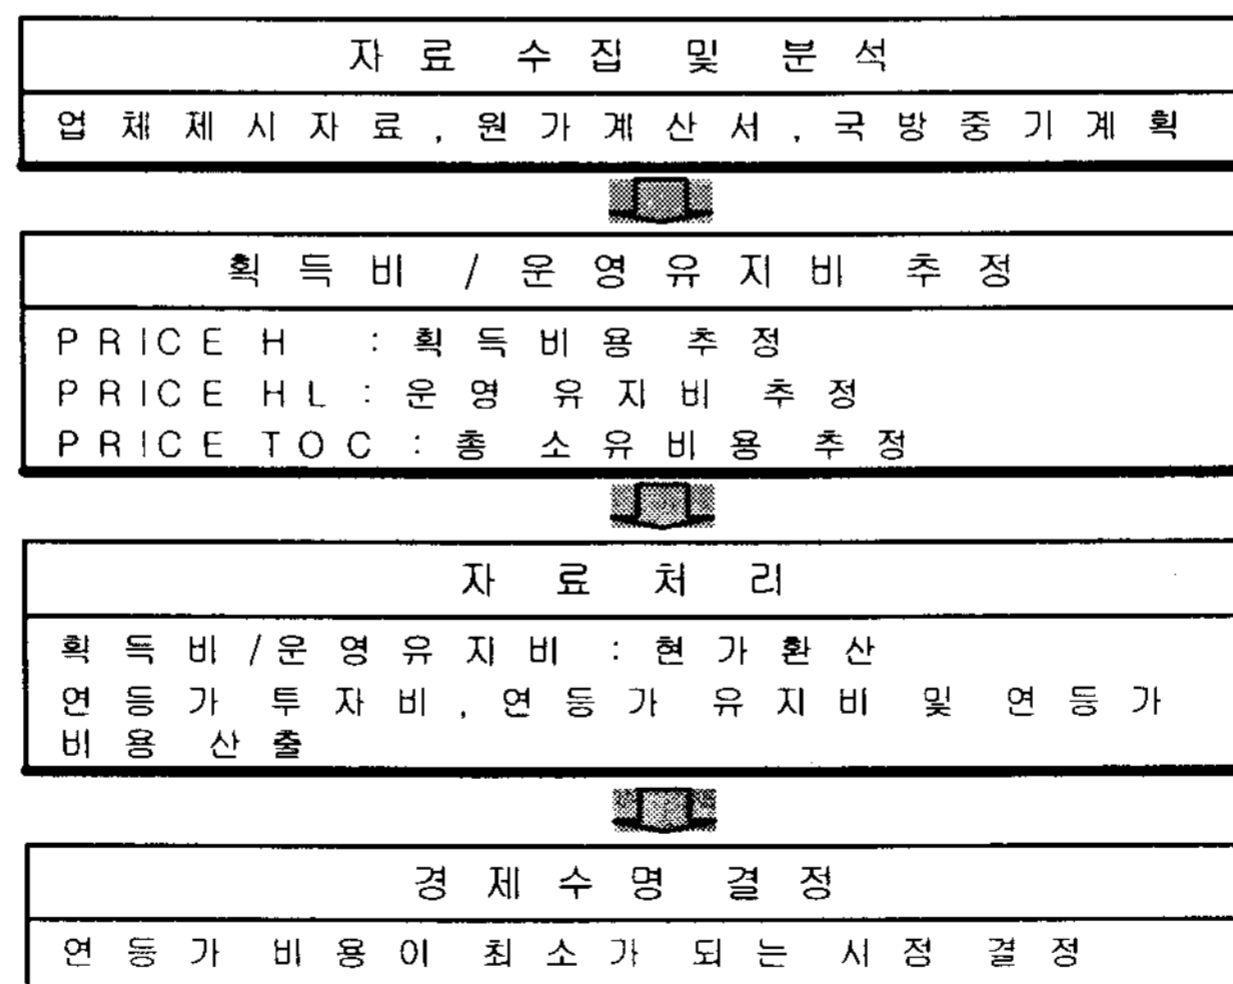 자료 수집 및 분석
업체제시자료, 원가계산서, 국방중기계획
획득비/운영유지비 추정
PRICE H : 획득비용 추정
PRICE HL : 운영 유지비 추정
PRICE TOC : 총 소유비용 추정
자료처리
획득비/운영유지비 : 현가환산
연등가 투자비, 연등가 유지비 및 연등가
비용 산출
경제수명 결정
연등가 비용이 최소가 되는 시점 결정